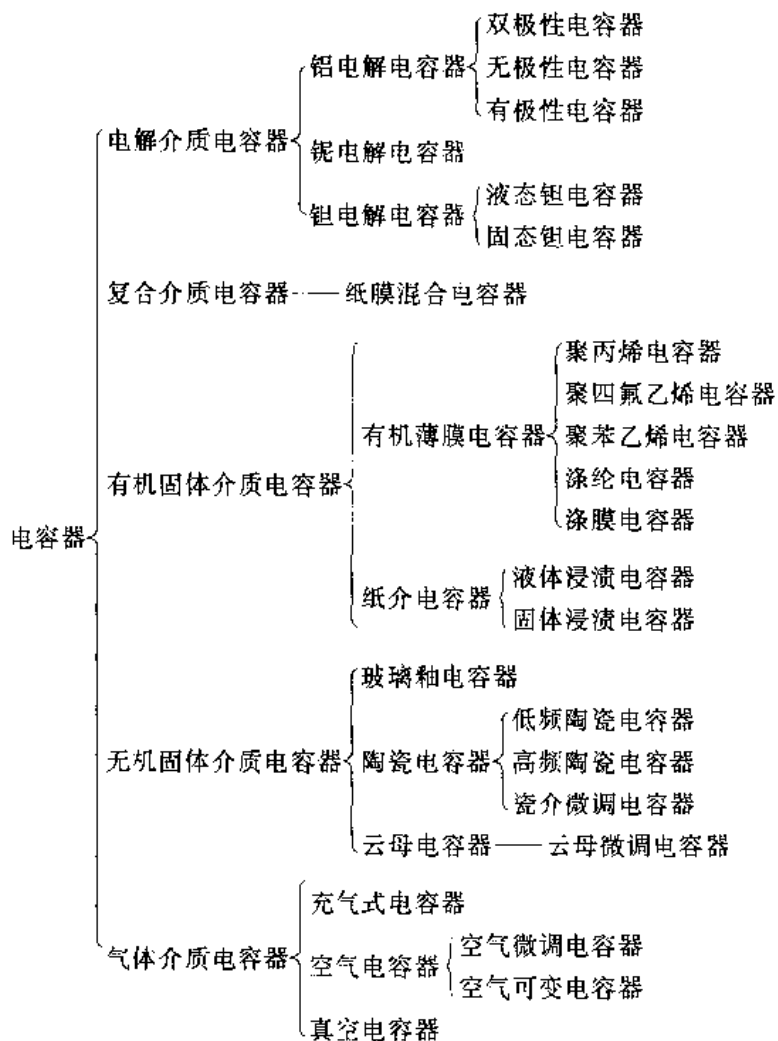 双极性电容器
铝电解电容器 无极性电容器
有极性电容器
电解介质电容器
铌电解电容器
液态钽电容器
钽电解电容器
固态钽电容器
复合介质电容器 纸膜混合电容器
聚丙烯电容器
聚四氟乙烯电容器
有机薄膜电容器 聚苯乙烯电容器
涤纶电容器
有机固体介质电容器
涤膜电容器
电容器
液体浸渍电容器
纸介电容器
固体浸渍电容器
玻璃釉电容器
低频陶瓷电容器
无机固体介质电容器 陶瓷电容器 高频陶瓷电容器
瓷介微调电容器
云母电容器 云母微调电容器
充气式电容器
空气微调电容器
气体介质电容器 空气电容器
空气可变电容器
真空电容器